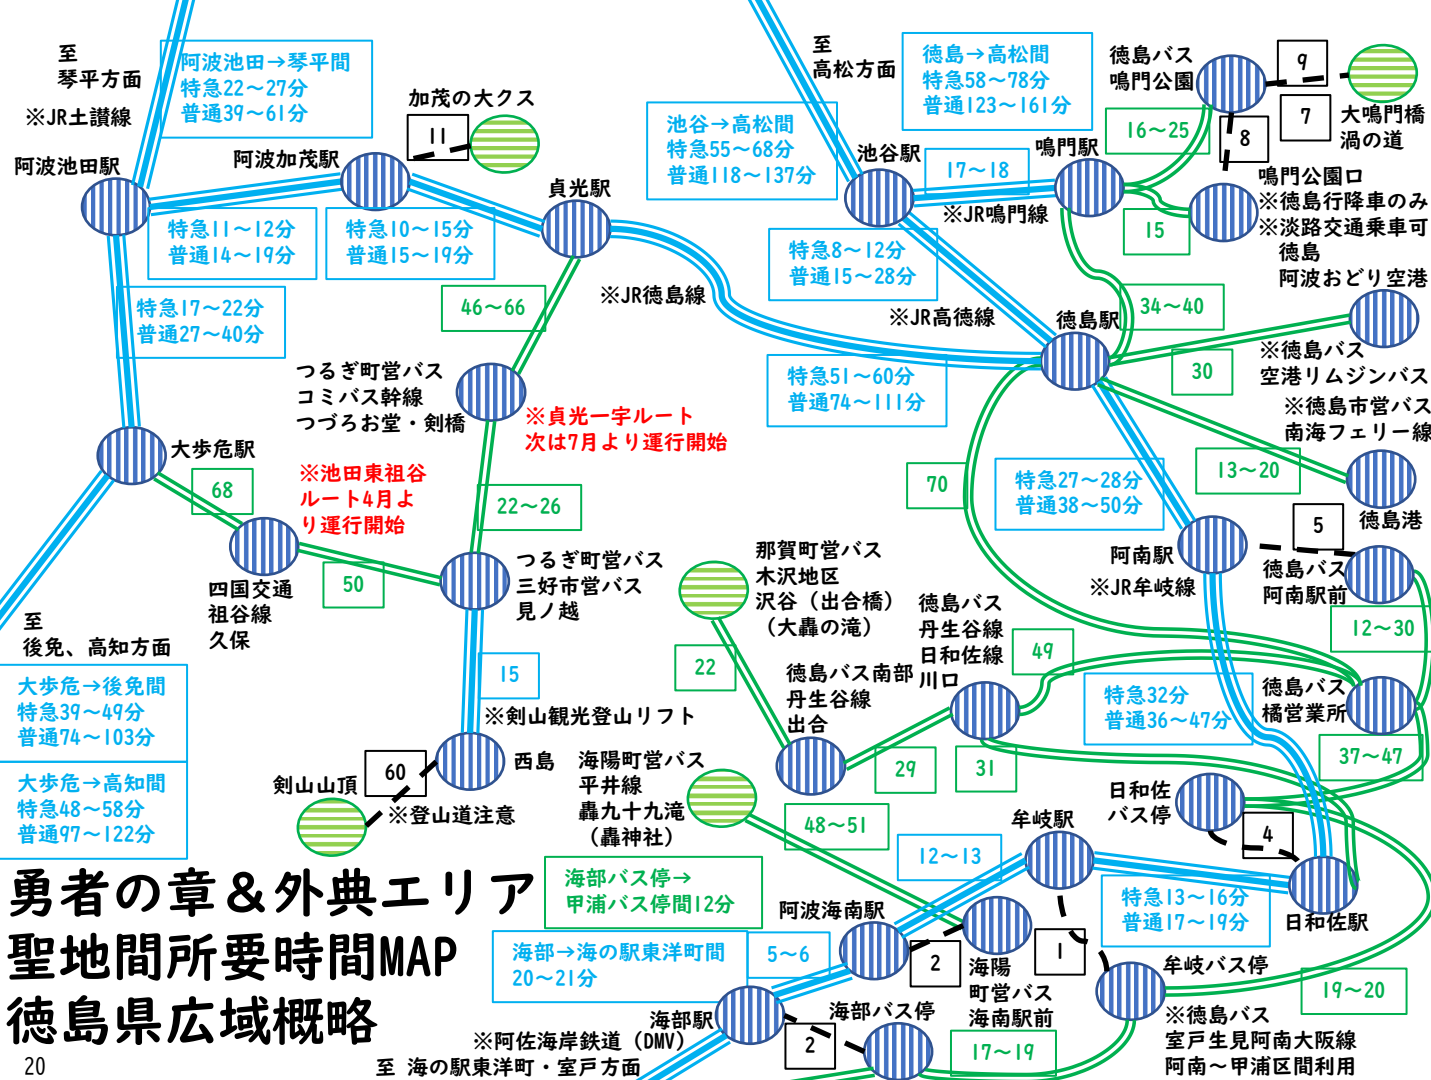 至
琴平方面
※JR土讃線
阿波池田→琴平間
特急22～27分
普通39～61分
加茂の大クス
11
阿波池田駅
阿波加茂駅
貞光駅
特急11～12分
普通14～19分
特急10～15分
普通15～19分
特急17～22分
普通27～40分
46～66
※JR徳島線
至
高松方面
徳島→高松間
特急58～78分
普通123～161分
池谷→高松間
特急55～68分
普通118～137分
池谷駅
17～18
※JR鳴門線
鳴門駅
徳島バス
鳴門公園
16～25
9
7
8
大鳴門橋
渦の道
鳴門公園口
※徳島行降車のみ
※淡路交通乗車可
15
徳島
阿波おどり空港
特急8～12分
普通15～28分
※JR高徳線
徳島駅
34～40
30
※徳島バス
空港リムジンバス
※徳島市営バス
南海フェリー線
13～20
徳島港
特急51～60分
普通74～111分
つるぎ町営バス
コミバス幹線
つづろお堂・剣橋
※貞光一宇ルート
次は7月より運行開始
大歩危駅
68
※池田東祖谷
ルート4月よ
り運行開始
22～26
四国交通
祖谷線
久保
50
つるぎ町営バス
三好市営バス
見ノ越
70
特急27～28分
普通38～50分
阿南駅
※JR牟岐線
5
徳島バス
阿南駅前
12～30
那賀町営バス
木沢地区
沢谷（出合橋）
（大轟の滝）
22
徳島バス
丹生谷線
日和佐線
川口
49
徳島バス南部
丹生谷線
出合
29
31
特急32分
普通36～47分
徳島バス
橘営業所
37～47
至
後免、高知方面
大歩危→後免間
特急39～49分
普通74～103分
大歩危→高知間
特急48～58分
普通97～122分
15
※剣山観光登山リフト
西島
60
剣山山頂
※登山道注意
海陽町営バス
平井線
轟九十九滝
（轟神社）
48～51
日和佐
バス停
4
日和佐駅
牟岐駅
12～13
特急13～16分
普通17～19分
海部バス停→
甲浦バス停間12分
阿波海南駅
海部→海の駅東洋町間
20～21分
5～6
2
海陽
町営バス
海南駅前
1
牟岐バス停
19～20
※徳島バス
室戸生見阿南大阪線
阿南～甲浦区間利用
海部駅
海部バス停
2
17～19
※阿佐海岸鉄道（DMV）
至 海の駅東洋町・室戸方面
勇者の章＆外典エリア
聖地間所要時間MAP
徳島県広域概略
20